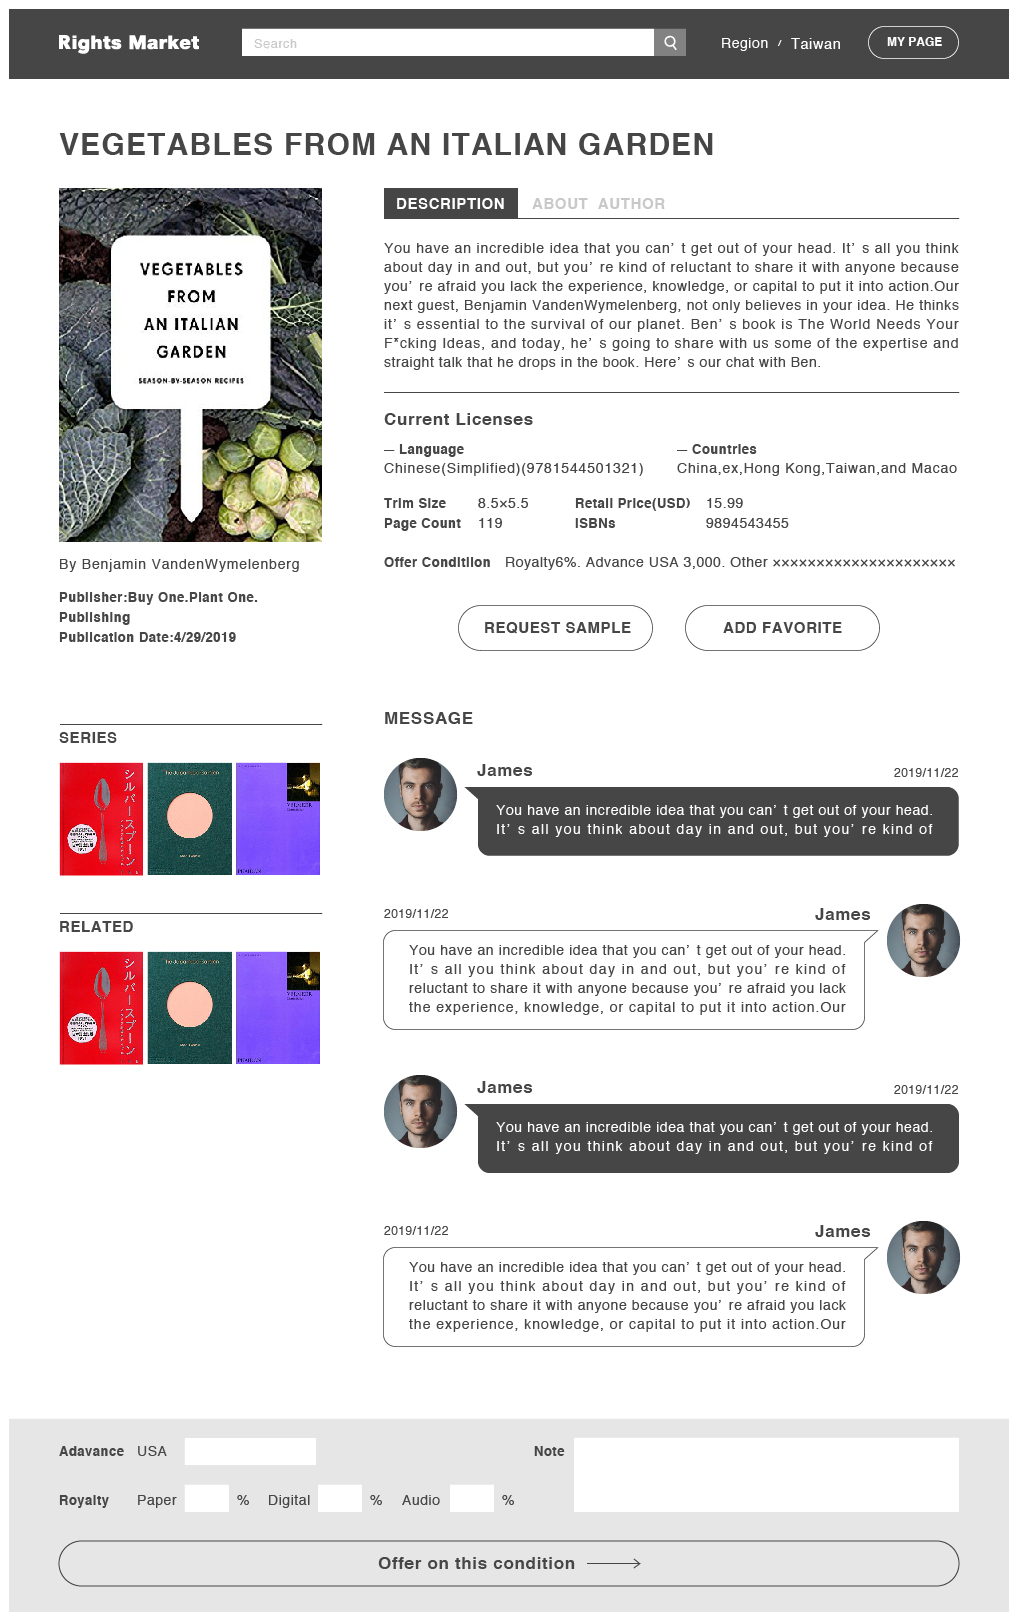 Rights Market
Search
Region / Taiwan
MY PAGE
VEGETABLES FROM AN ITALIAN GARDEN
VEGETABLES
FROM
AN ITALIAN
GARDEN
SEASON-BY-SEASON RECIPES
By Benjamin VandenWymelenberg
Publisher:Buy One.Plant One.
Publishing
Publication Date:4/29/2019
DESCRIPTION
ABOUT AUTHOR
You have an incredible idea that you can’ t get out of your head. It’ s all you think
about day in and out, but you’ re kind of reluctant to share it with anyone because
you’ re afraid you lack the experience, knowledge, or capital to put it into action.Our
next guest, Benjamin VandenWymelenberg, not only believes in your idea. He thinks
it’ s essential to the survival of our planet. Ben’ s book is The World Needs Your
F*cking Ideas, and today, he’ s going to share with us some of the expertise and
straight talk that he drops in the book. Here’ s our chat with Ben.
Current Licenses
— Language
Chinese(Simplified)(9781544501321)
— Countries
China,ex,Hong Kong,Taiwan,and Macao
Trim Size 8.5×5.5 Retail Price(USD) 15.99
Page Count 119 ISBNs 9894543455
Offer Conditiion Royalty6%. Advance USA 3,000. Other ×××××××××××××××××××××
REQUEST SAMPLE
ADD FAVORITE
SERIES
シルバースプーン
The Japanese Garden
VERMEER
PHAIDON
RELATED
シルバースプーン
The Japanese Garden
VERMEER
PHAIDON
MESSAGE
James
2019/11/22
You have an incredible idea that you can’ t get out of your head.
It’ s all you think about day in and out, but you’ re kind of
2019/11/22
James
You have an incredible idea that you can’ t get out of your head.
It’ s all you think about day in and out, but you’ re kind of
reluctant to share it with anyone because you’ re afraid you lack
the experience, knowledge, or capital to put it into action.Our
James
2019/11/22
You have an incredible idea that you can’ t get out of your head.
It’ s all you think about day in and out, but you’ re kind of
2019/11/22
James
You have an incredible idea that you can’ t get out of your head.
It’ s all you think about day in and out, but you’ re kind of
reluctant to share it with anyone because you’ re afraid you lack
the experience, knowledge, or capital to put it into action.Our
Adavance USA
Note
Royalty Paper % Digital % Audio %
Offer on this condition